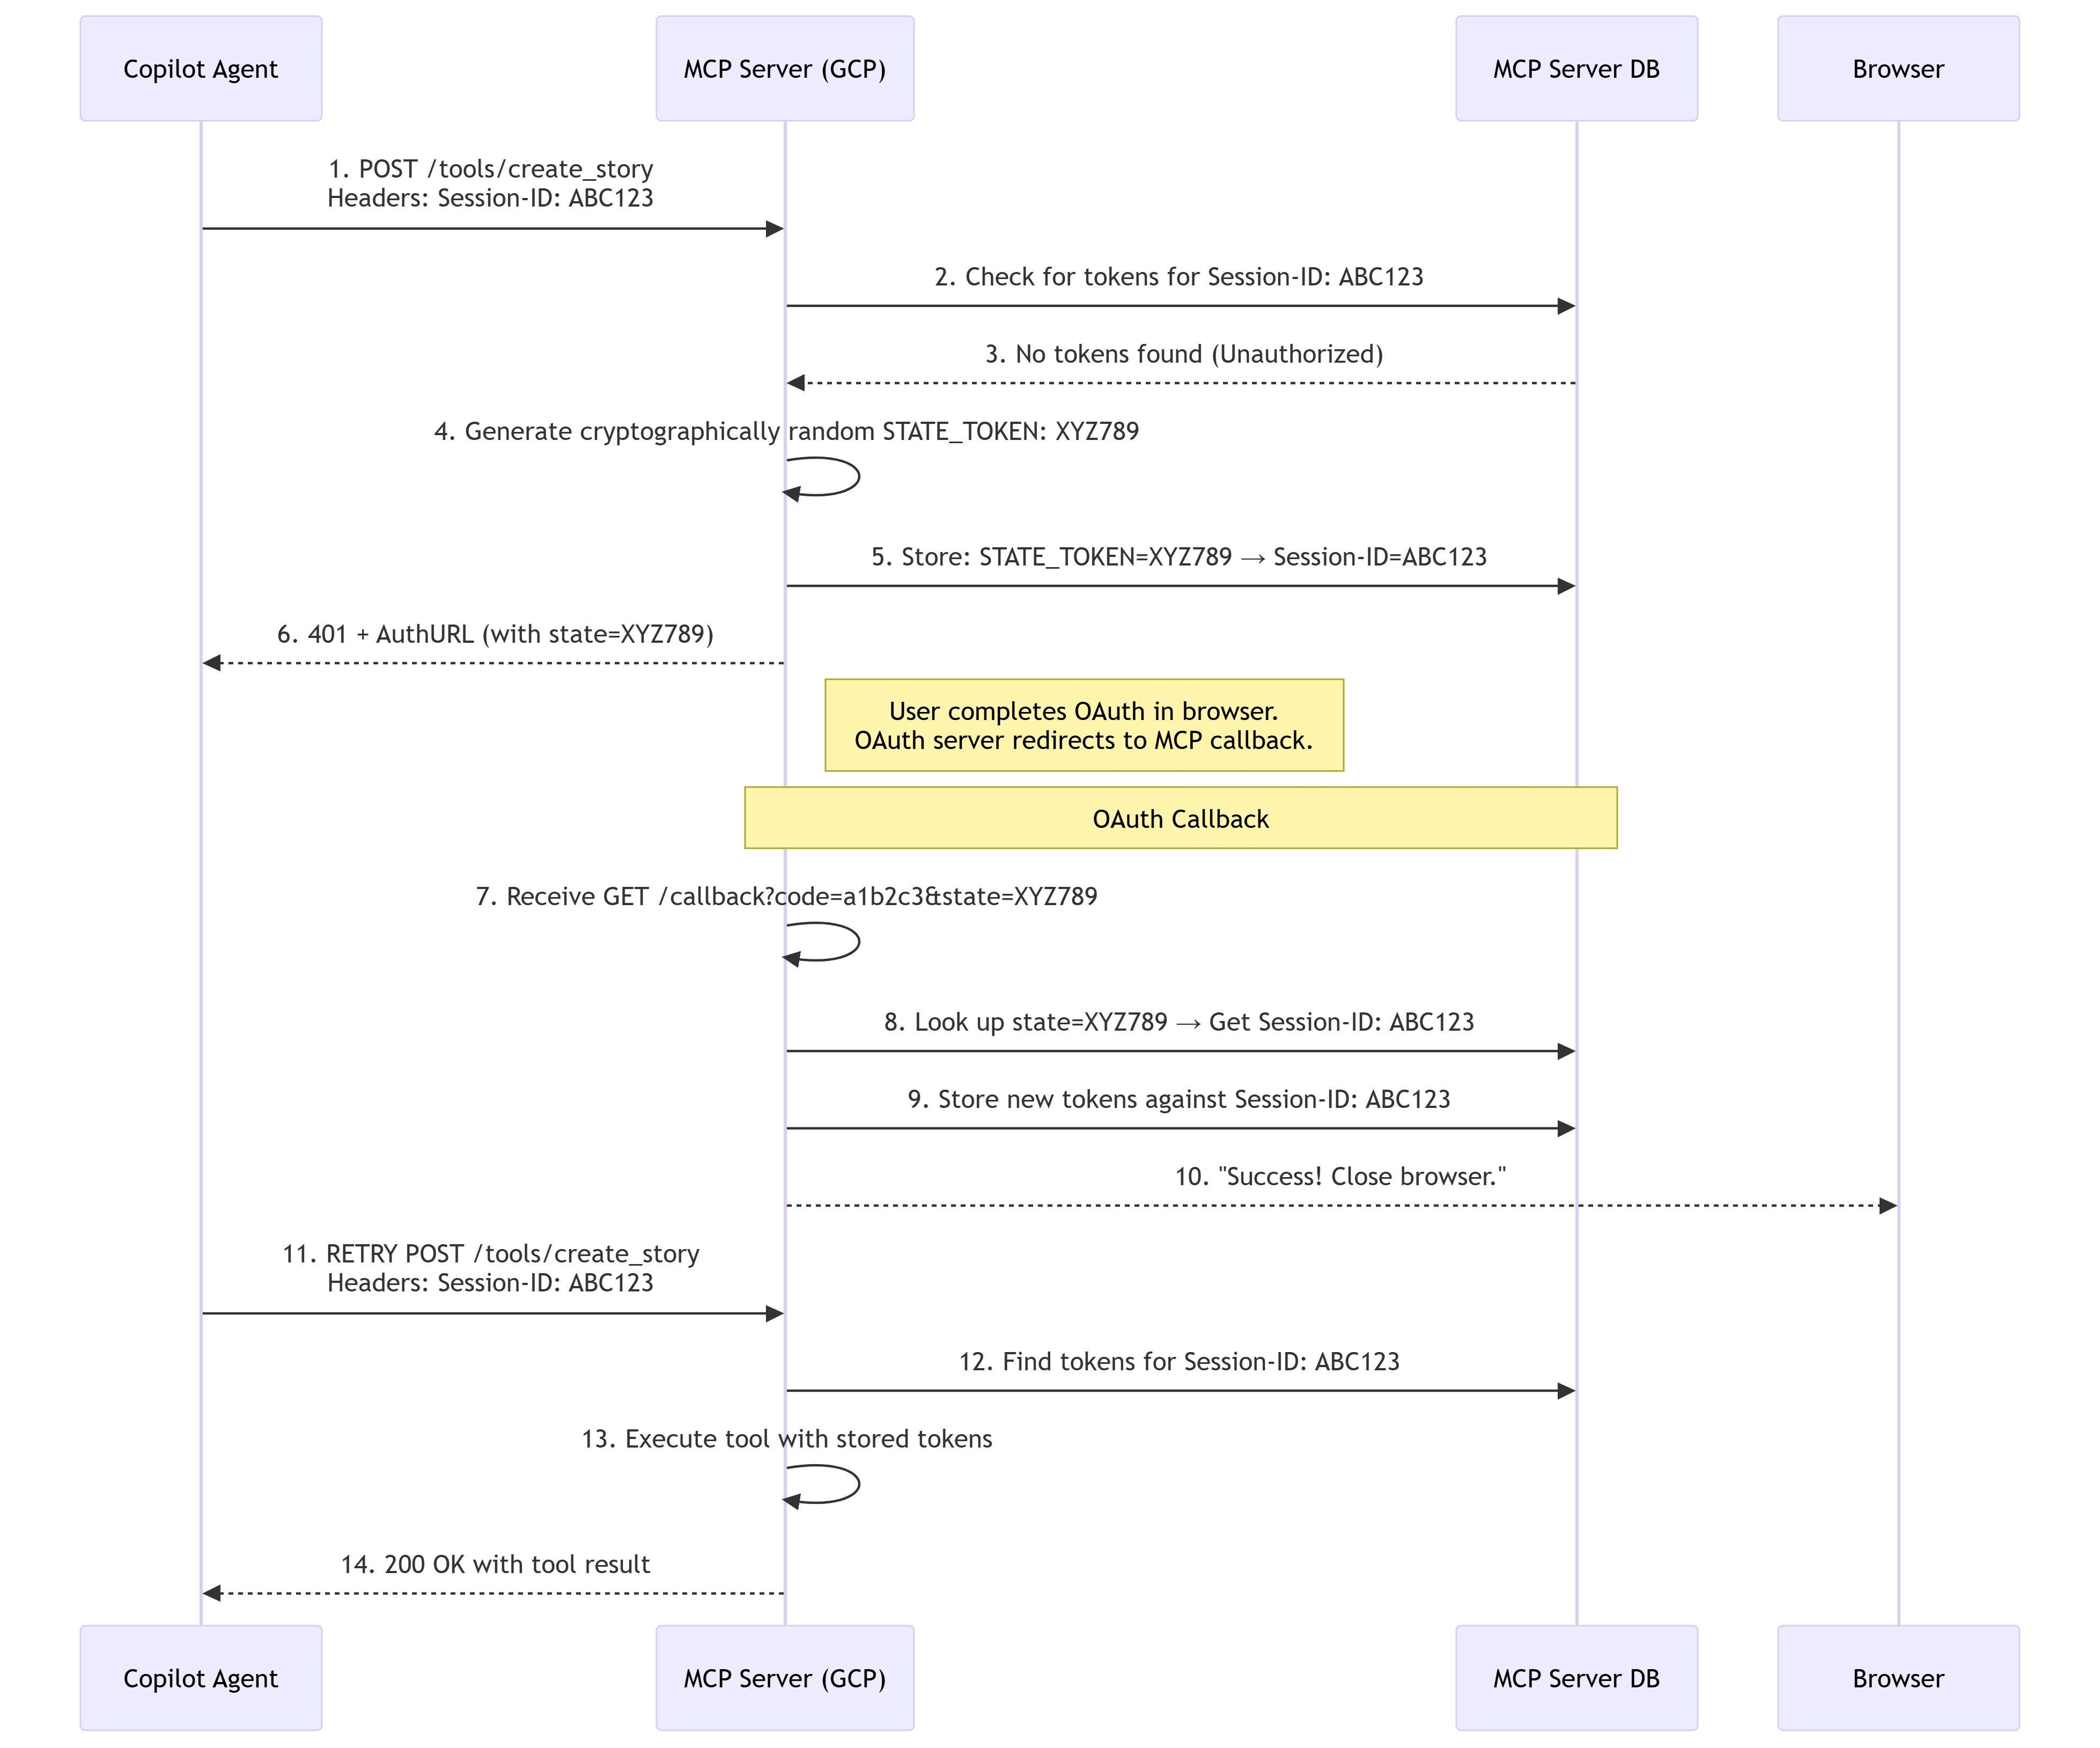 Copilot Agent
MCP Server (GCP)
MCP Server DB
Browser
1. POST /tools/create_story
Headers: Session-ID: ABC123
2. Check for tokens for Session-ID: ABC123
3. No tokens found (Unauthorized)
4. Generate cryptographically random STATE_TOKEN: XYZ789
5. Store: STATE_TOKEN=XYZ789 → Session-ID=ABC123
6. 401 + AuthURL (with state=XYZ789)
User completes OAuth in browser.
OAuth server redirects to MCP callback.
OAuth Callback
7. Receive GET /callback?code=a1b2c3&state=XYZ789
8. Look up state=XYZ789 → Get Session-ID: ABC123
9. Store new tokens against Session-ID: ABC123
10. "Success! Close browser."
11. RETRY POST /tools/create_story
Headers: Session-ID: ABC123
12. Find tokens for Session-ID: ABC123
13. Execute tool with stored tokens
14. 200 OK with tool result
Copilot Agent
MCP Server (GCP)
MCP Server DB
Browser